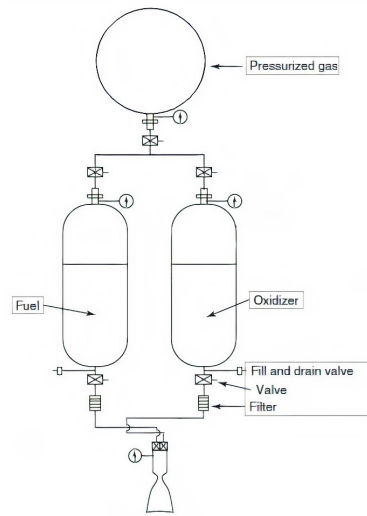 Pressurized gas
Fuel
Oxidizer
Fill and drain valve
Valve
Filter